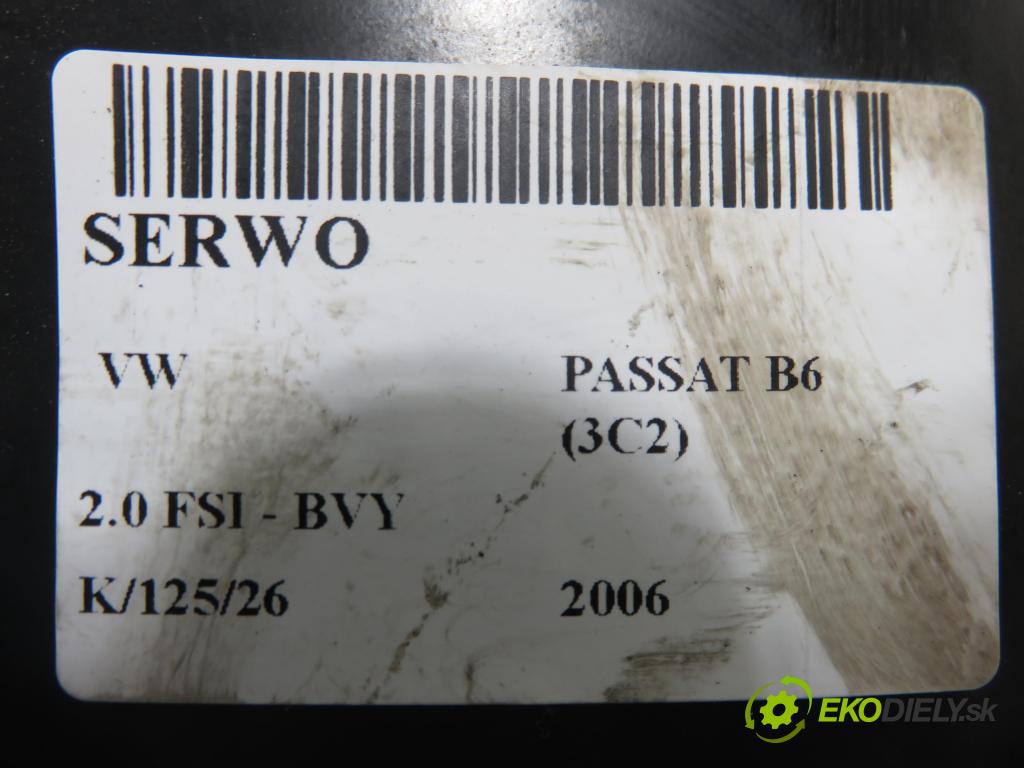 SERWO
VW PASSAT B6
(3C2)
2.0 FSI - BVY
K/125/26 2006
EKODIELY.sk